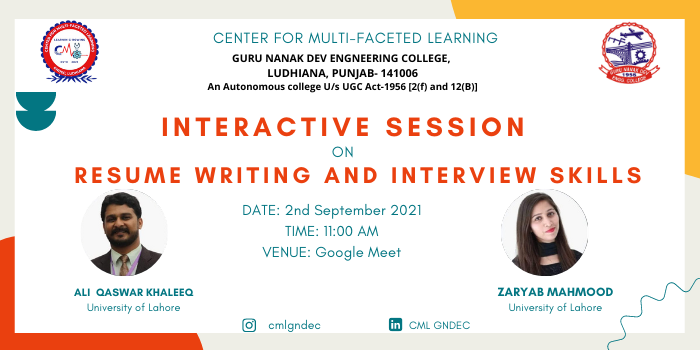 CENTER FOR MULTI-FACETED LEARNING
GURU NANAK DEV ENGNEERING COLLEGE,
LUDHIANA, PUNJAB- 141006
An Autonomous college U/s UGC Act-1956 [2(f) and 12(B)]
INTERACTIVE SESSION
ON
RESUME WRITING AND INTERVIEW SKILLS
DATE: 2nd September 2021
TIME: 11:00 AM
VENUE: Google Meet
ALI QASWAR KHALEEQ
University of Lahore
ZARYAB MAHMOOD
University of Lahore
cmlgndec
CML GNDEC